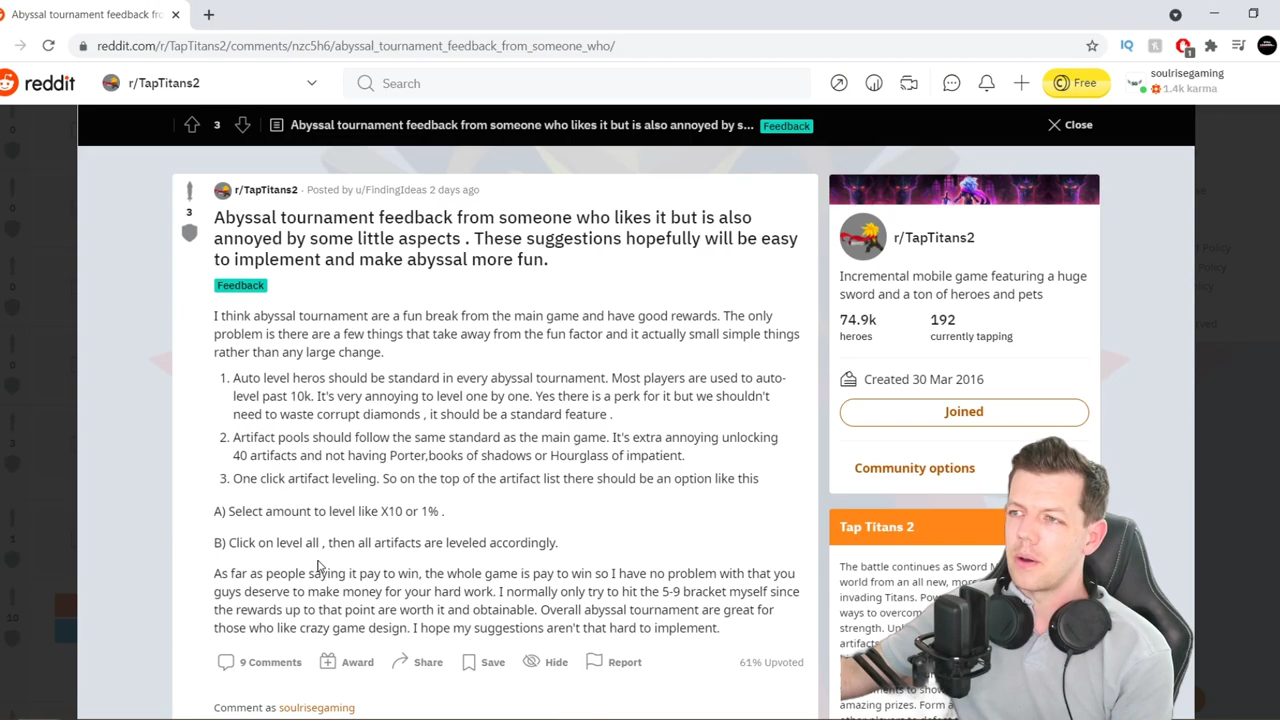 Abyssal tournament feedback fro
reddit.com/r/TapTitans2/comments/nzc5h6/abyssal_tournament_feedback_from_someone_who/
IQ
1
reddit
r/TapTitans2
Search
Free
soulrisegaming
1.4k karma
3
Abyssal tournament feedback from someone who likes it but is also annoyed by s...
Feedback
Close
r/TapTitans2 · Posted by u/FindingIdeas 2 days ago
3
Abyssal tournament feedback from someone who likes it but is also
annoyed by some little aspects . These suggestions hopefully will be easy
to implement and make abyssal more fun.
Feedback
I think abyssal tournament are a fun break from the main game and have good rewards. The only
problem is there are a few things that take away from the fun factor and it actually small simple things
rather than any large change.
1. Auto level heros should be standard in every abyssal tournament. Most players are used to auto-
level past 10k. It's very annoying to level one by one. Yes there is a perk for it but we shouldn't
need to waste corrupt diamonds , it should be a standard feature .
2. Artifact pools should follow the same standard as the main game. It's extra annoying unlocking
40 artifacts and not having Porter,books of shadows or Hourglass of impatient.
3. One click artifact leveling. So on the top of the artifact list there should be an option like this
A) Select amount to level like X10 or 1% .
B) Click on level all , then all artifacts are leveled accordingly.
As far as people saying it pay to win, the whole game is pay to win so I have no problem with that you
guys deserve to make money for your hard work. I normally only try to hit the 5-9 bracket myself since
the rewards up to that point are worth it and obtainable. Overall abyssal tournament are great for
those who like crazy game design. I hope my suggestions aren't that hard to implement.
9 Comments
Award
Share
Save
Hide
Report
61% Upvoted
Comment as soulrisegaming
r/TapTitans2
Incremental mobile game featuring a huge
sword and a ton of heroes and pets
74.9k
192
heroes
currently tapping
Created 30 Mar 2016
Joined
Community options
Tap Titans 2
The battle continues as Sword M
world from an all new, more
invading Titans. Prove
ways to overcom
strength.
artifacts
amazing prizes. Form a